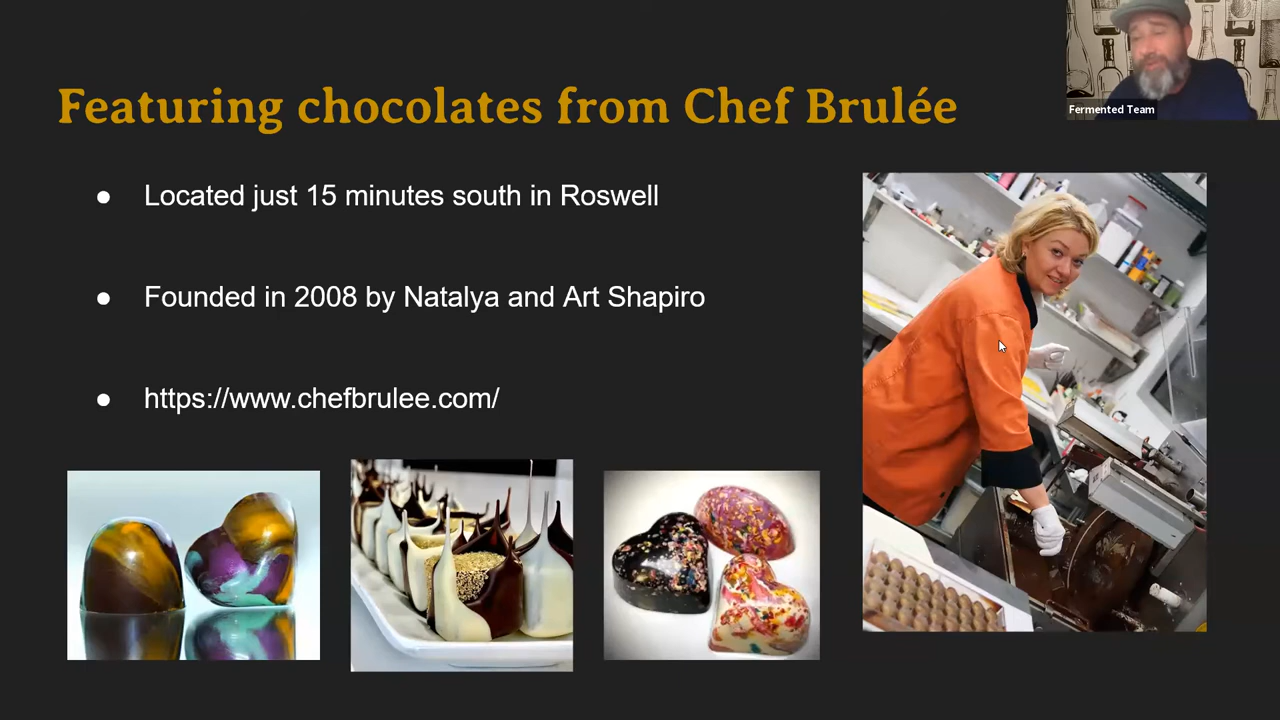 Featuring chocolates from Chef Brulée
Fermented Team
● Located just 15 minutes south in Roswell
● Founded in 2008 by Natalya and Art Shapiro
● https://www.chefbrulee.com/